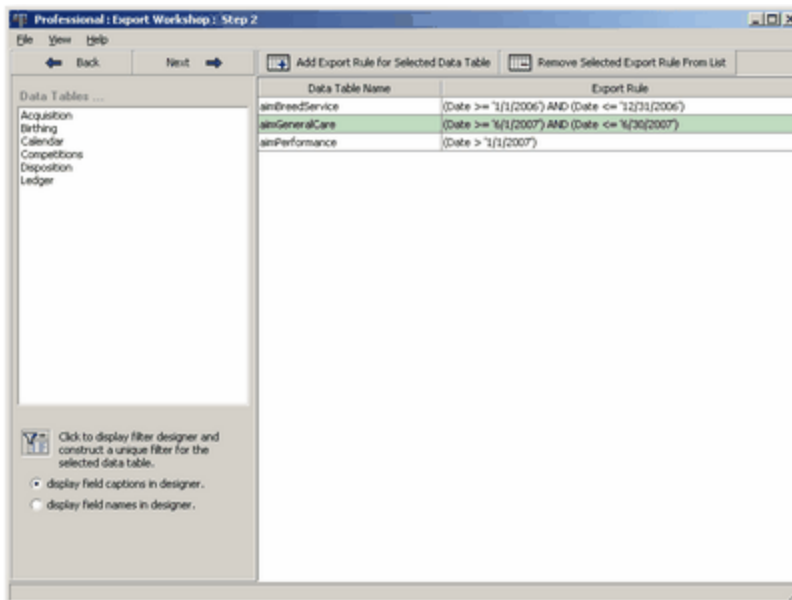 Professional : Export Workshop : Step 2
File View Help
Back Next Add Export Rule for Selected Data Table Remove Selected Export Rule From List
Data Tables ...
Acquisition
Birthing
Calendar
Competitions
Disposition
Ledger
Data Table Name Export Rule
aimBreedService (Date >= '1/1/2006') AND (Date <= '12/31/2006')
aimGeneralCare (Date >= '6/1/2007') AND (Date <= '6/30/2007')
aimPerformance (Date > '1/1/2007')
Click to display filter designer and
construct a unique filter for the
selected data table.
display field captions in designer.
display field names in designer.